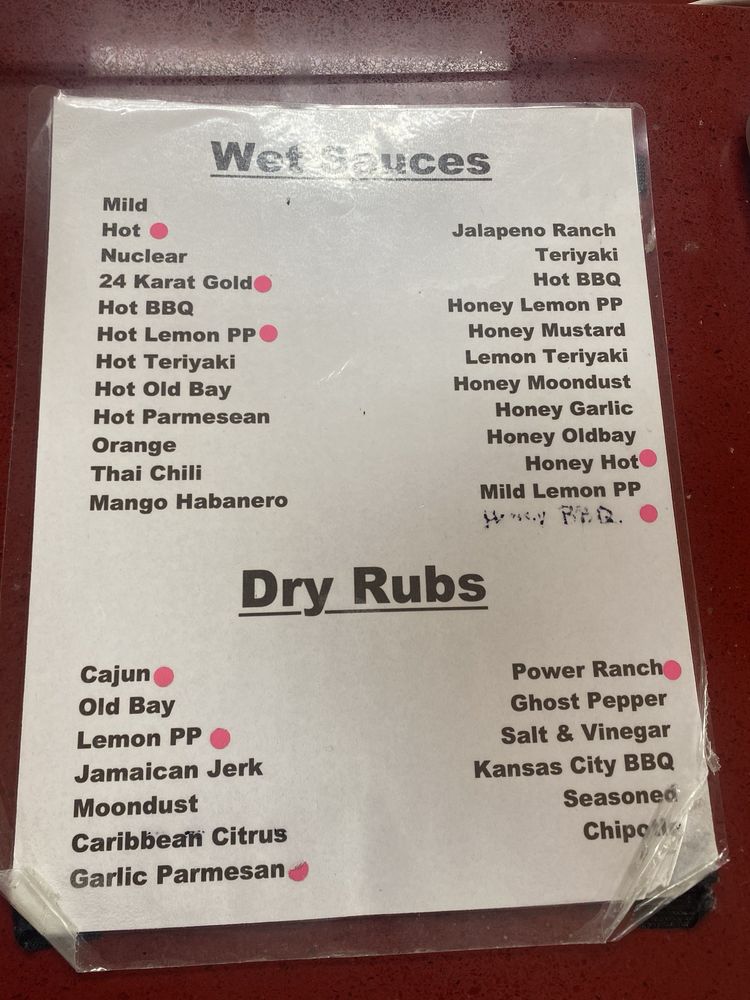 Wet Sauces
Mild
Hot
Nuclear
24 Karat Gold
Hot BBQ
Hot Lemon PP
Hot Teriyaki
Hot Old Bay
Hot Parmesean
Orange
Thai Chili
Mango Habanero
Jalapeno Ranch
Teriyaki
Hot BBQ
Honey Lemon PP
Honey Mustard
Lemon Teriyaki
Honey Moondust
Honey Garlic
Honey Oldbay
Honey Hot
Mild Lemon PP
Honey BBQ.
Dry Rubs
Cajun
Old Bay
Lemon PP
Jamaican Jerk
Moondust
Caribbean Citrus
Garlic Parmesan
Power Ranch
Ghost Pepper
Salt & Vinegar
Kansas City BBQ
Seasoned
Chipotle